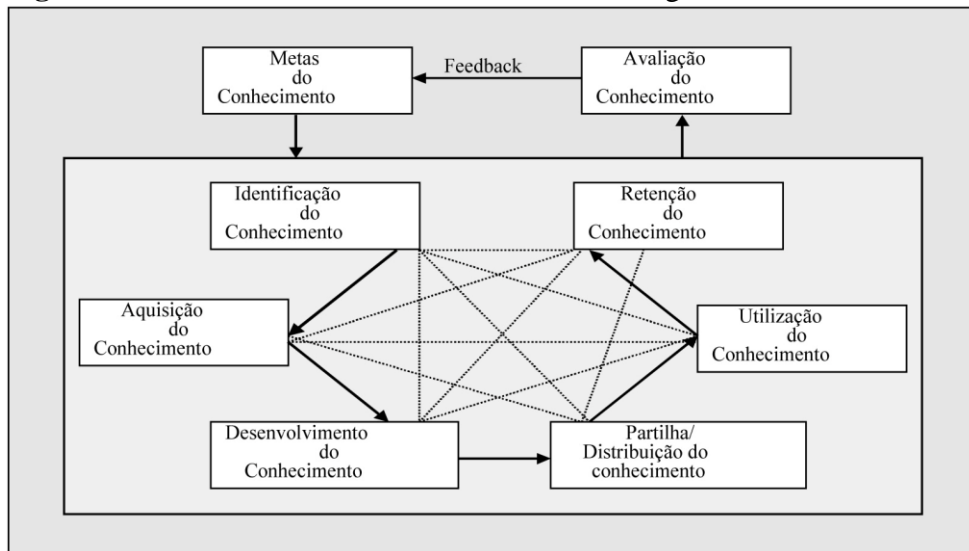 Metas
do
Conhecimento
Feedback
Avaliação
do
Conhecimento
Identificação
do
Conhecimento
Retenção
do
Conhecimento
Aquisição
do
Conhecimento
Utilização
do
Conhecimento
Desenvolvimento
do
Conhecimento
Partilha/
Distribuição do
conhecimento